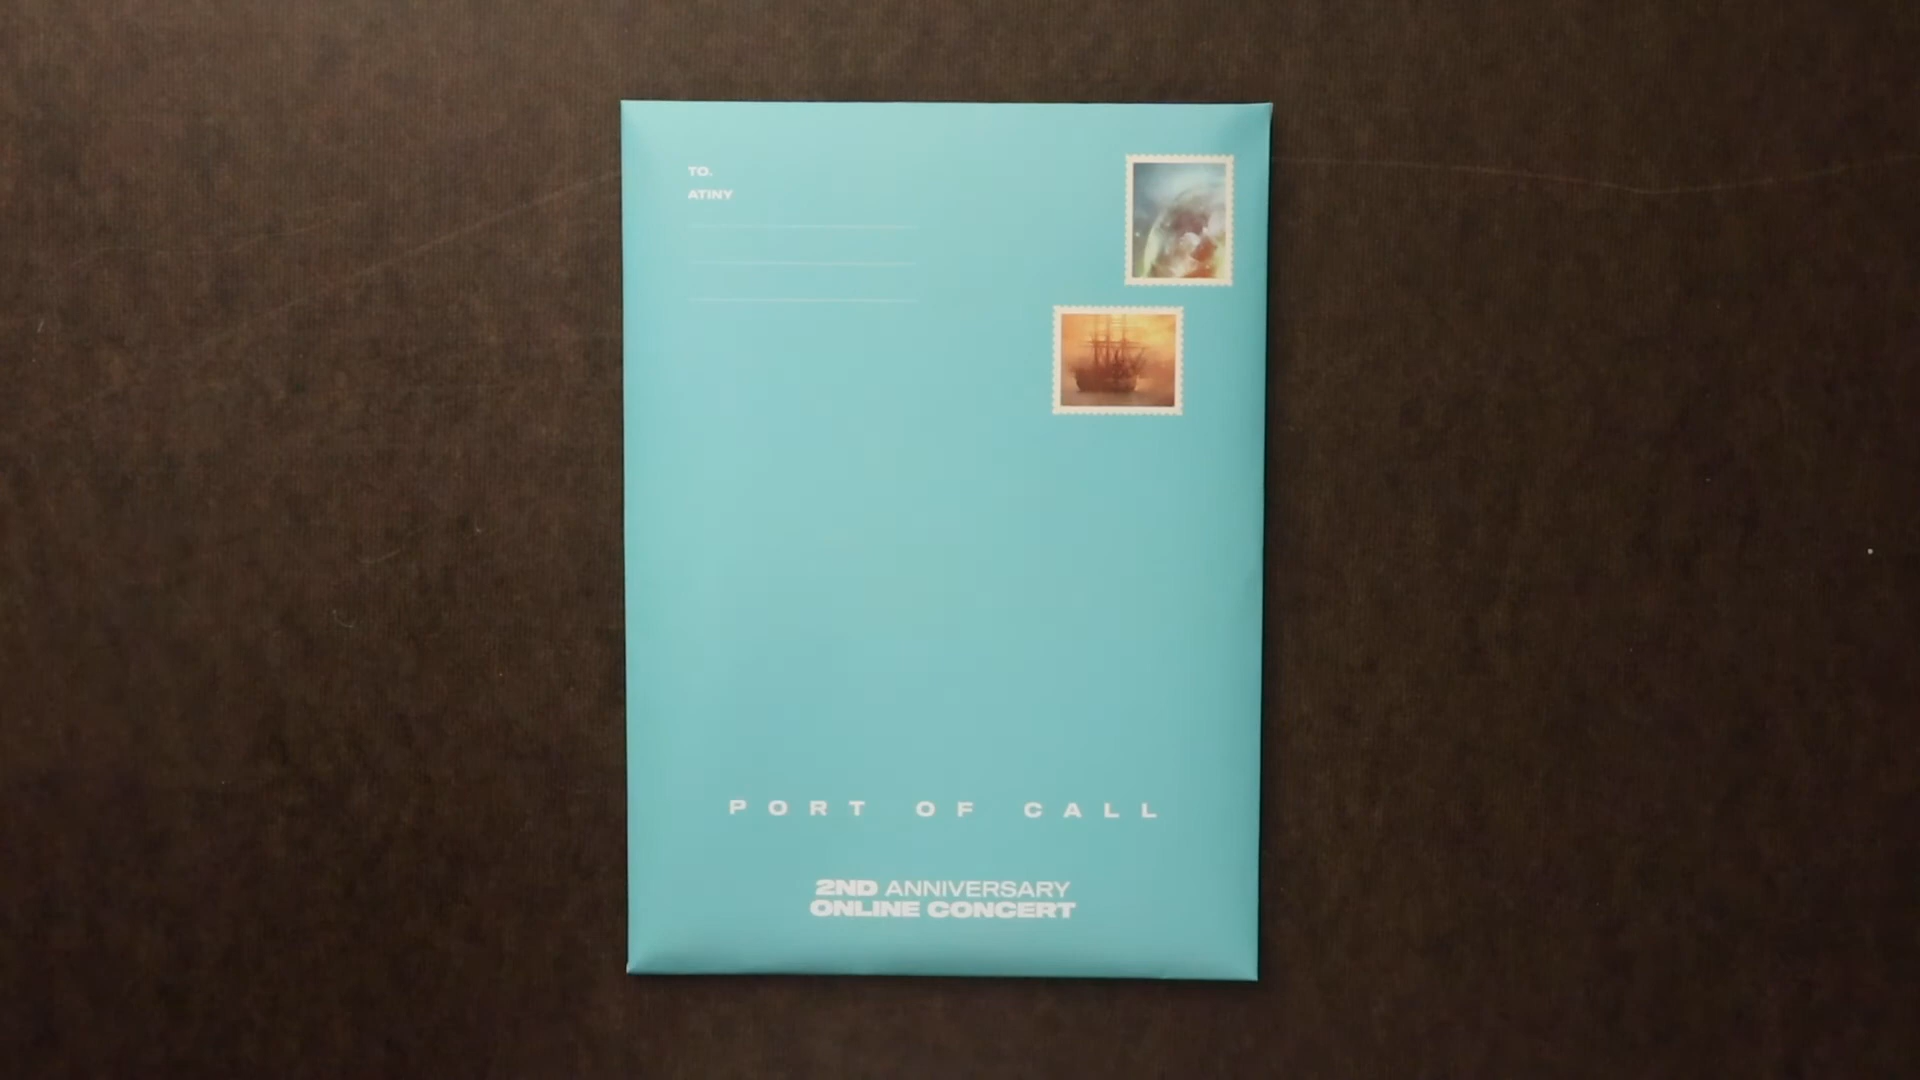 TO.
ATINY
PORT OF CALL
2ND ANNIVERSARY
ONLINE CONCERT